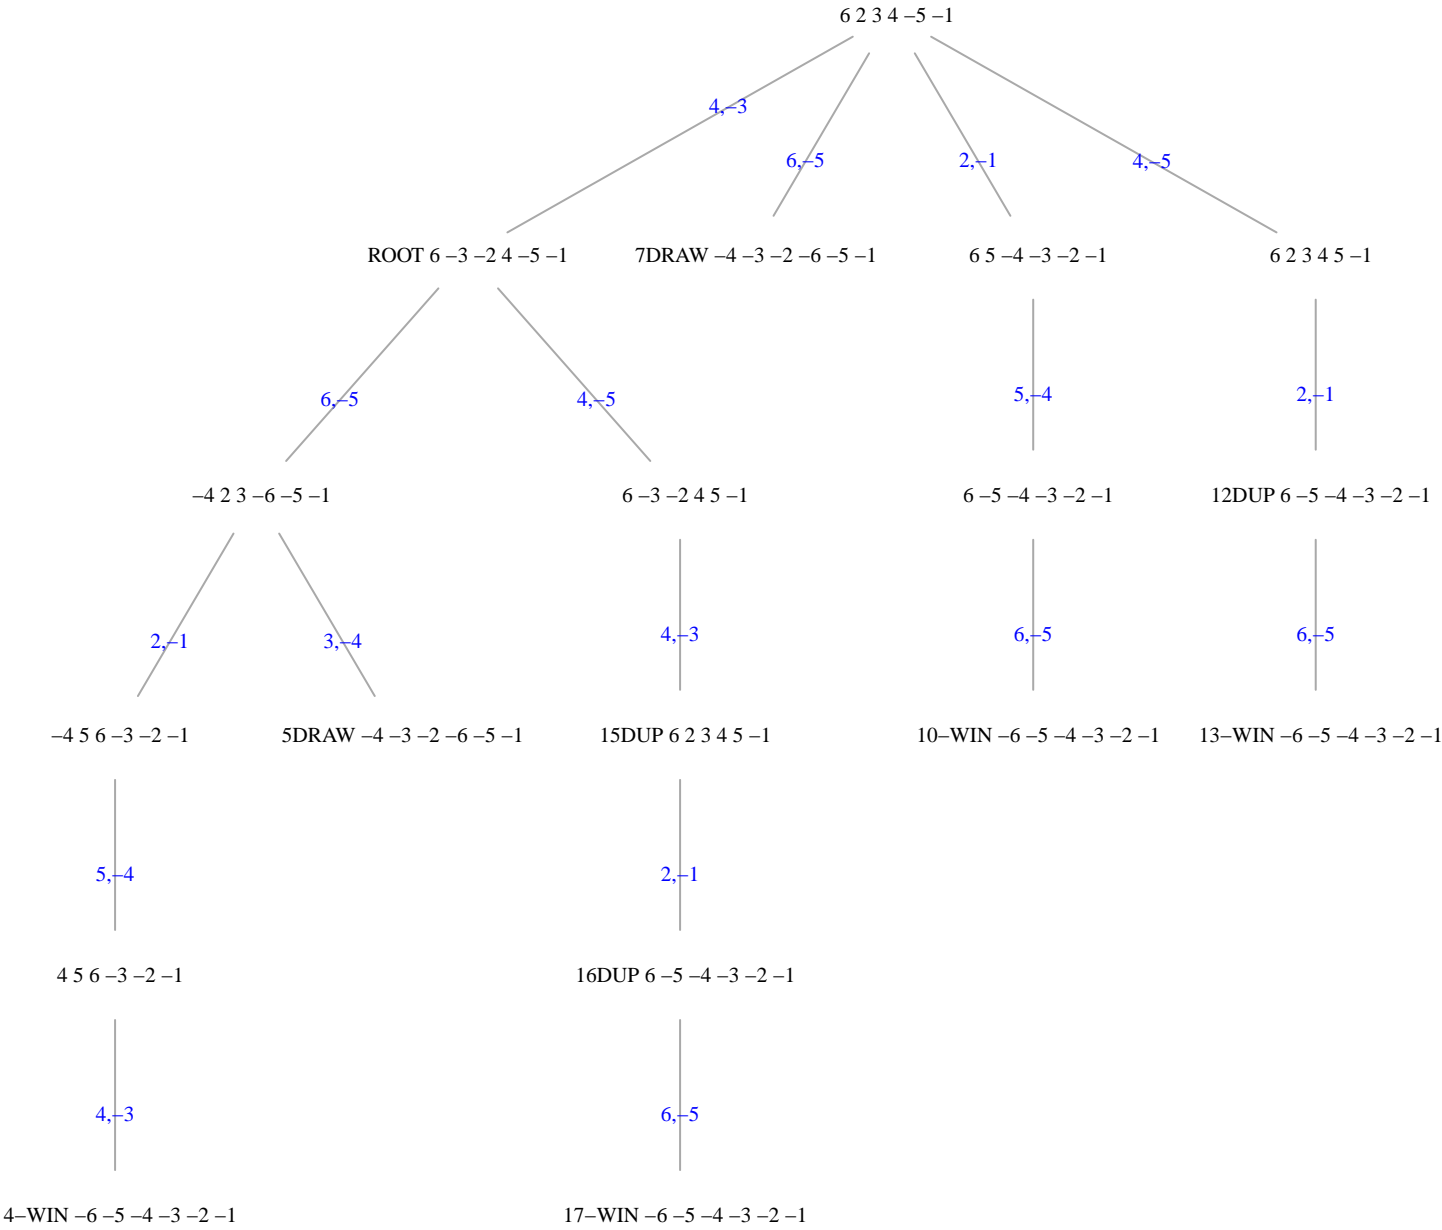 6 2 3 4 −5 −1
4,−3
6,−5
2,−1
4,−5
ROOT 6 −3 −2 4 −5 −1
7DRAW −4 −3 −2 −6 −5 −1
6 5 −4 −3 −2 −1
6 2 3 4 5 −1
6,−5
4,−5
5,−4
2,−1
−4 2 3 −6 −5 −1
6 −3 −2 4 5 −1
6 −5 −4 −3 −2 −1
12DUP 6 −5 −4 −3 −2 −1
2,−1
3,−4
4,−3
6,−5
6,−5
−4 5 6 −3 −2 −1
5DRAW −4 −3 −2 −6 −5 −1
15DUP 6 2 3 4 5 −1
10−WIN −6 −5 −4 −3 −2 −1
13−WIN −6 −5 −4 −3 −2 −1
5,−4
2,−1
4 5 6 −3 −2 −1
16DUP 6 −5 −4 −3 −2 −1
4,−3
6,−5
4−WIN −6 −5 −4 −3 −2 −1
17−WIN −6 −5 −4 −3 −2 −1